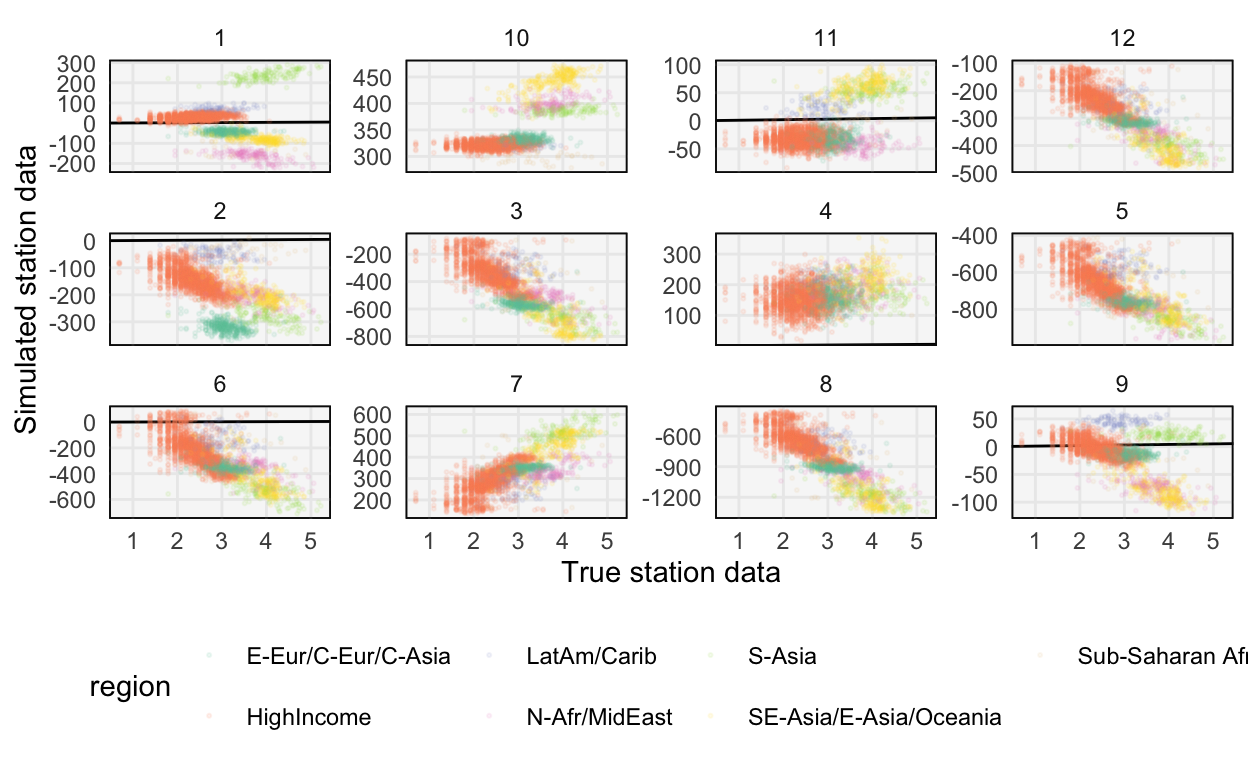 1 10 11 12
300 450 100 -100
200 400 50 -200
100 350 0 -300
0 300 -50 -400
-100 -500
-200
2 3 4 5
0 -200 300 -400
-100 -400 200 -600
-200 -600 100 -800
-300 -800
6 7 8 9
0 600 -600 50
-200 500 -900 0
-400 400 -1200 -50
-600 300 -100
200
1 2 3 4 5 1 2 3 4 5 1 2 3 4 5 1 2 3 4 5
Simulated station data
True station data
region
E-Eur/C-Eur/C-Asia LatAm/Carib S-Asia Sub-Saharan Afr
HighIncome N-Afr/MidEast SE-Asia/E-Asia/Oceania